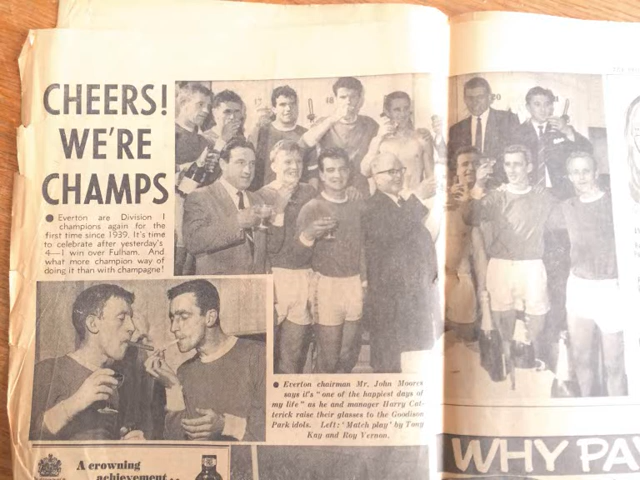 CHEERS!
WE'RE
CHAMPS
● Everton are Division 1
champions again for the
first time since 1939. It's time
to celebrate after yesterday's
4—1 win over Fulham. And
what more champion way of
doing it than with champagne!
● Everton chairman Mr. John Moores
says it's "one of the happiest days of
my life" as he and manager Harry Cat-
terick raise their glasses to the Goodison
Park idols. Left: 'Match play' by Tony
Kay and Roy Vernon.
A crowning
achievement...
WHY PA